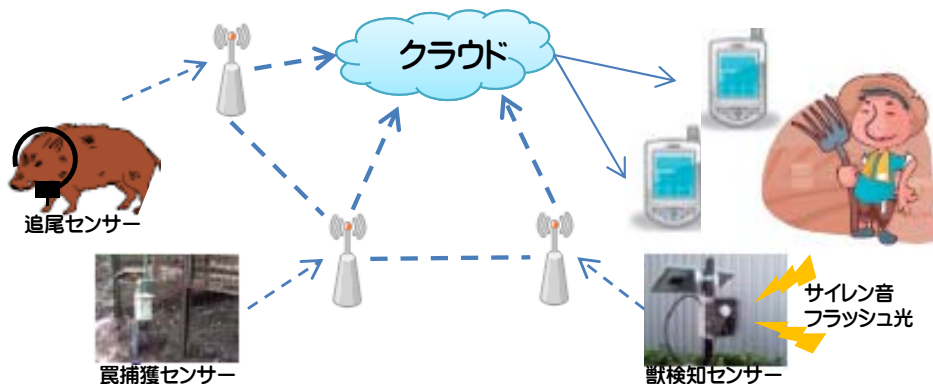 クラウド
追尾センサー
サイレン音
フラッシュ光
罠捕獲センサー
獣検知センサー